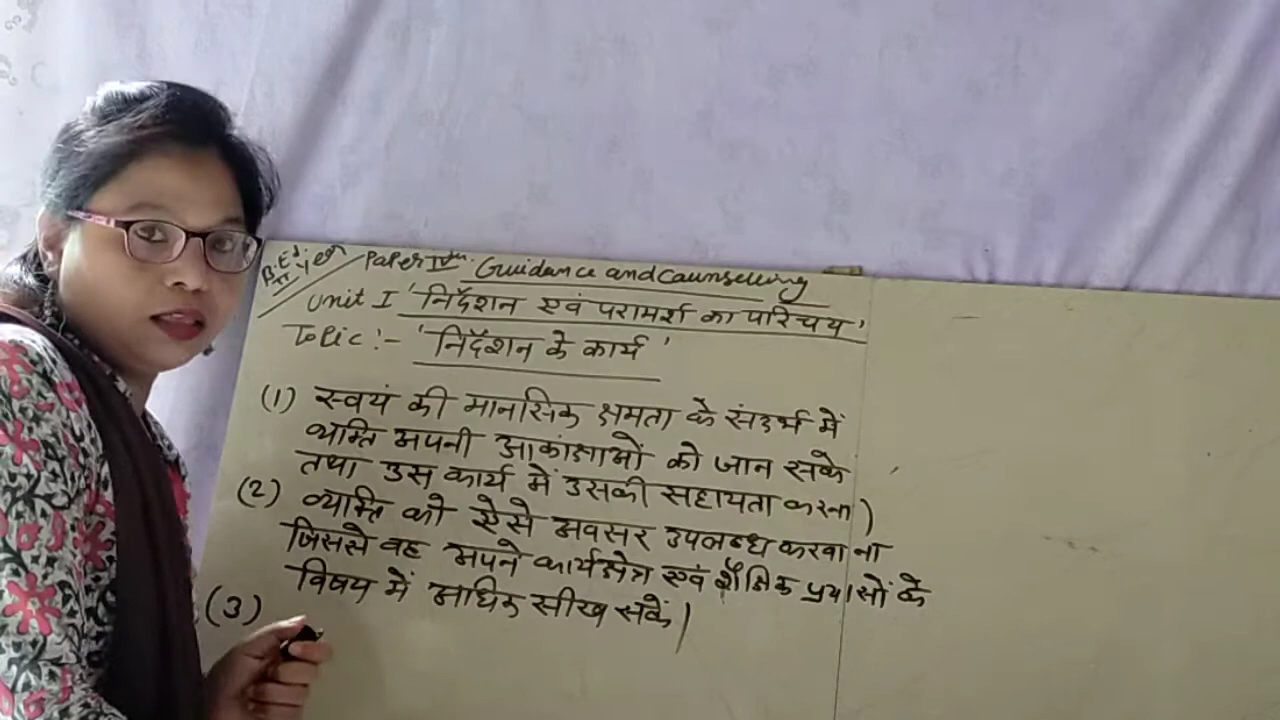 B.Ed. II Year
Paper IVth. Guidance and Counselling
Unit I 'निर्देशन एवं परामर्श का परिचय'
Topic :- 'निर्देशन के कार्य'
(1) स्वयं की मानसिक क्षमता के संदर्भ में
व्यक्ति अपनी आकांक्षाओं को जान सके
तथा उस कार्य में उसकी सहायता करना)
(2) व्यक्ति को ऐसे अवसर उपलब्ध करवाना
जिससे वह अपने कार्यक्षेत्र एवं शैक्षिक प्रयासों के
विषय में अधिक सीख सकें।
(3)